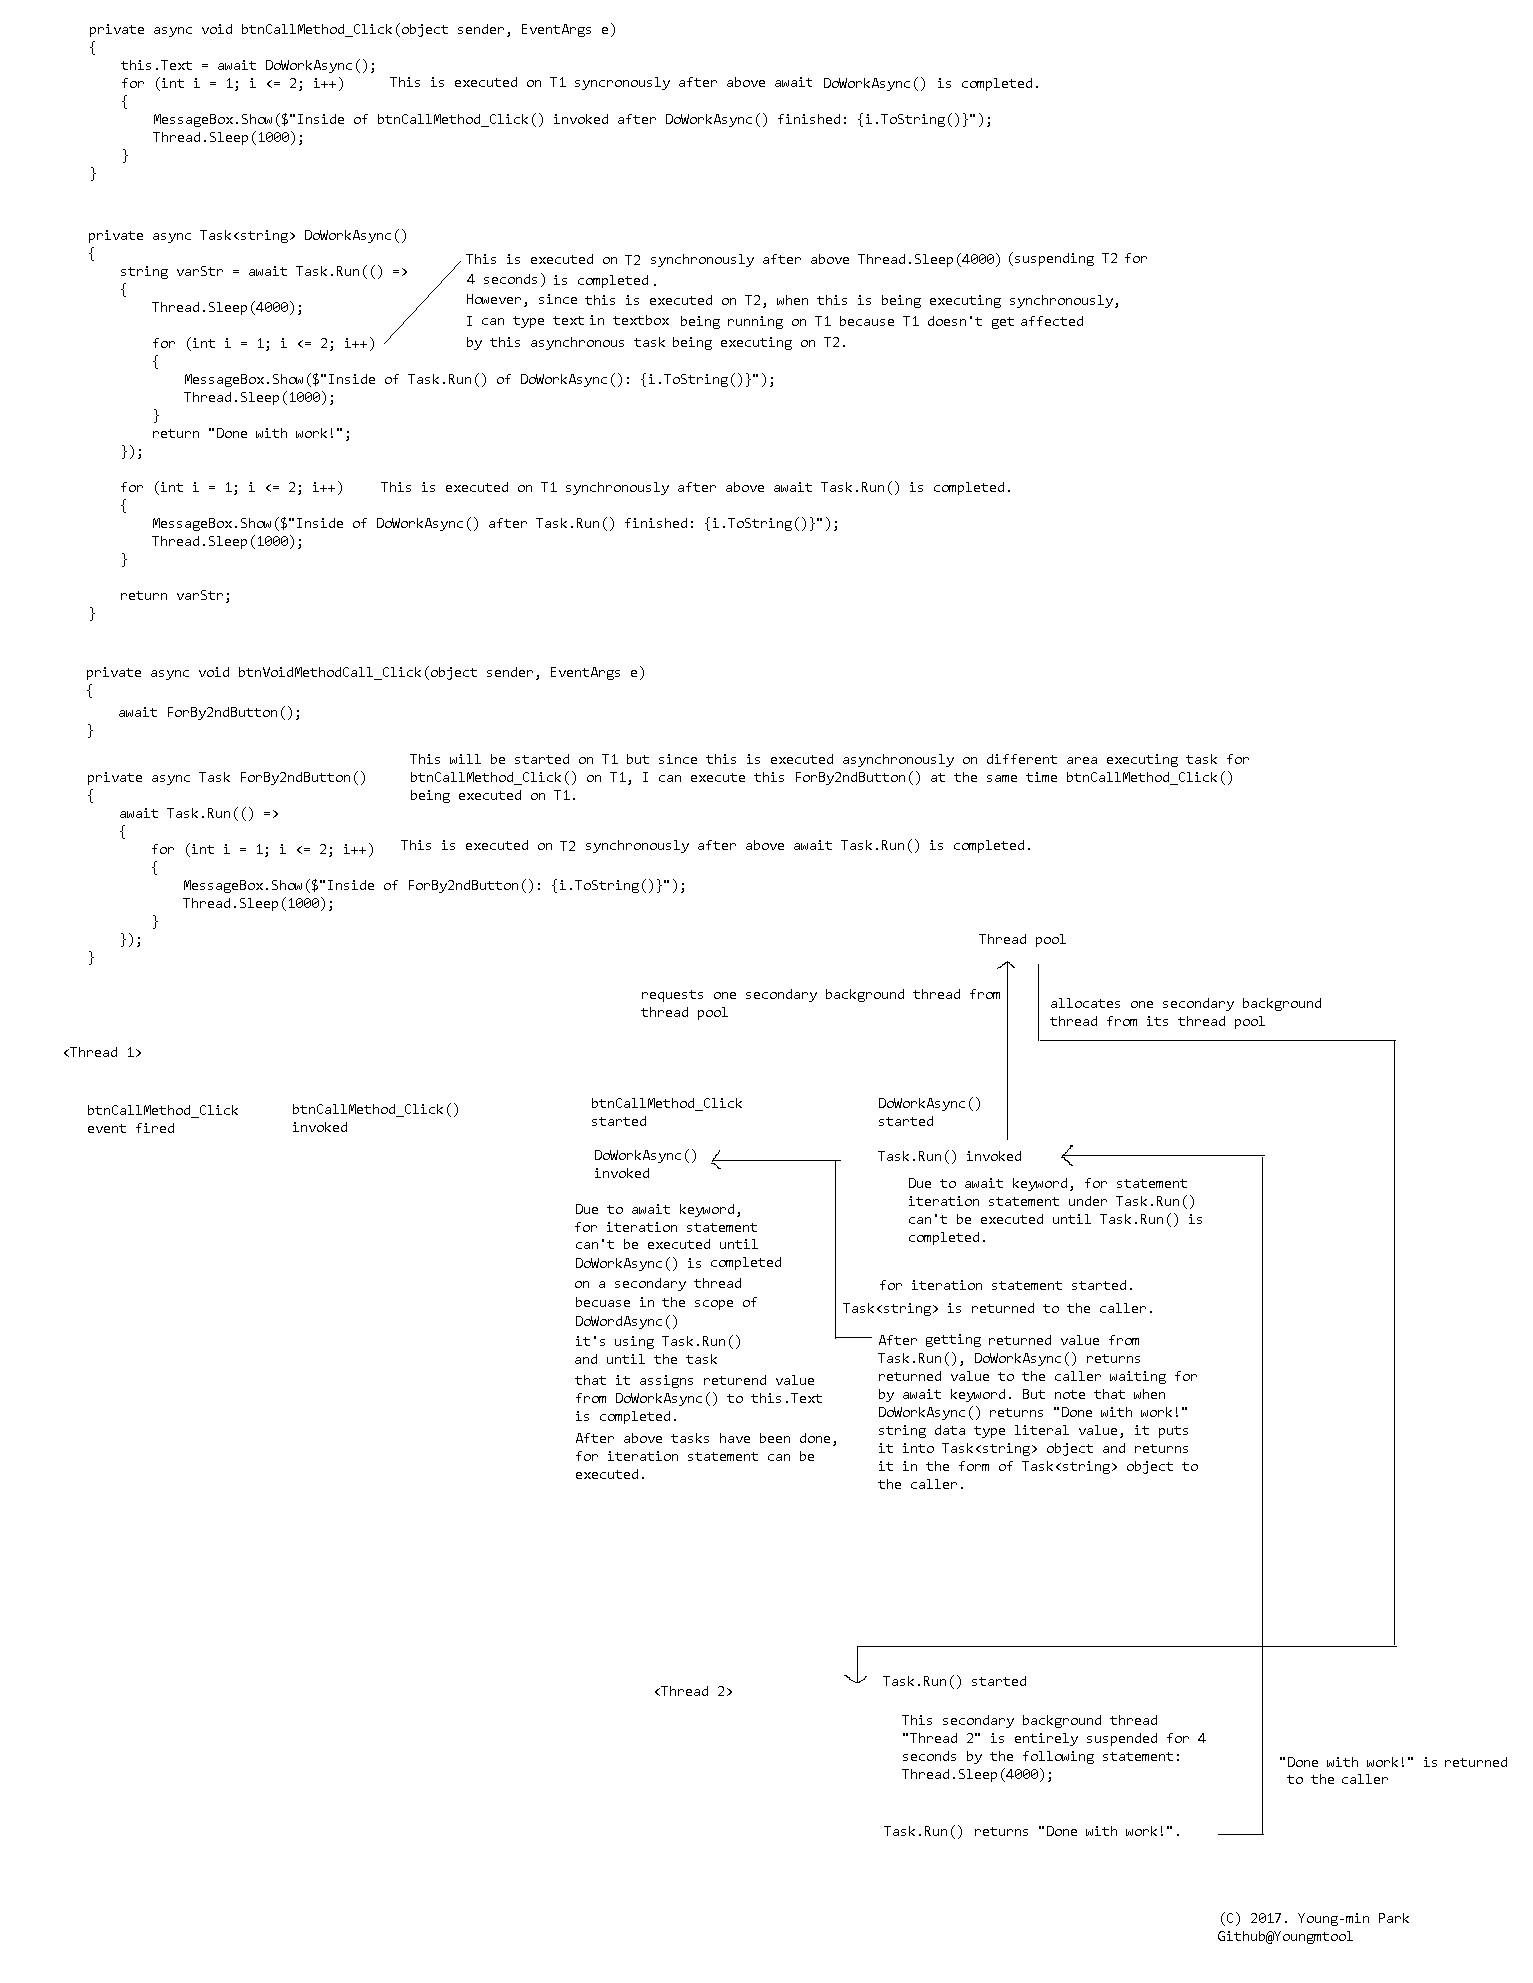 private async void btnCallMethod_Click(object sender, EventArgs e)
{
    this.Text = await DoWorkAsync();
    for (int i = 1; i <= 2; i++)     This is executed on T1 syncronously after above await DoWorkAsync() is completed.
    {
        MessageBox.Show($"Inside of btnCallMethod_Click() invoked after DoWorkAsync() finished: {i.ToString()}");
        Thread.Sleep(1000);
    }
}
private async Task<string> DoWorkAsync()
{
    string varStr = await Task.Run(() =>
    {
        Thread.Sleep(4000);
        for (int i = 1; i <= 2; i++)
        {
            MessageBox.Show($"Inside of Task.Run() of DoWorkAsync(): {i.ToString()}");
            Thread.Sleep(1000);
        }
        return "Done with work!";
    });
This is executed on T2 synchronously after above Thread.Sleep(4000) (suspending T2 for
4 seconds) is completed.
However, since this is executed on T2, when this is being executing synchronously,
I can type text in textbox being running on T1 because T1 doesn't get affected
by this asynchronous task being executing on T2.
    for (int i = 1; i <= 2; i++)     This is executed on T1 synchronously after above await Task.Run() is completed.
    {
        MessageBox.Show($"Inside of DoWorkAsync() after Task.Run() finished: {i.ToString()}");
        Thread.Sleep(1000);
    }
    return varStr;
}
private async void btnVoidMethodCall_Click(object sender, EventArgs e)
{
    await ForBy2ndButton();
}
This will be started on T1 but since this is executed asynchronously on different area executing task for
btnCallMethod_Click() on T1, I can execute this ForBy2ndButton() at the same time btnCallMethod_Click()
being executed on T1.
private async Task ForBy2ndButton()
{
    await Task.Run(() =>
    {
        for (int i = 1; i <= 2; i++)   This is executed on T2 synchronously after above await Task.Run() is completed.
        {
            MessageBox.Show($"Inside of ForBy2ndButton(): {i.ToString()}");
            Thread.Sleep(1000);
        }
    });
}
Thread pool
requests one secondary background thread from
thread pool
allocates one secondary background
thread from its thread pool
<Thread 1>
btnCallMethod_Click
event fired
btnCallMethod_Click()
invoked
btnCallMethod_Click
started
DoWorkAsync()
invoked
Due to await keyword,
for iteration statement
can't be executed until
DoWorkAsync() is completed
on a secondary thread
becuase in the scope of
DoWordAsync()
it's using Task.Run()
and until the task
that it assigns returend value
from DoWorkAsync() to this.Text
is completed.
After above tasks have been done,
for iteration statement can be
executed.
DoWorkAsync()
started
Task.Run() invoked
Due to await keyword, for statement
iteration statement under Task.Run()
can't be executed until Task.Run() is
completed.
for iteration statement started.
Task<string> is returned to the caller.
After getting returned value from
Task.Run(), DoWorkAsync() returns
returned value to the caller waiting for
by await keyword. But note that when
DoWorkAsync() returns "Done with work!"
string data type literal value, it puts
it into Task<string> object and returns
it in the form of Task<string> object to
the caller.
<Thread 2>
Task.Run() started
This secondary background thread
"Thread 2" is entirely suspended for 4
seconds by the following statement:
Thread.Sleep(4000);
Task.Run() returns "Done with work!".
"Done with work!" is returned
to the caller
(C) 2017. Young-min Park
Github@Youngmtool